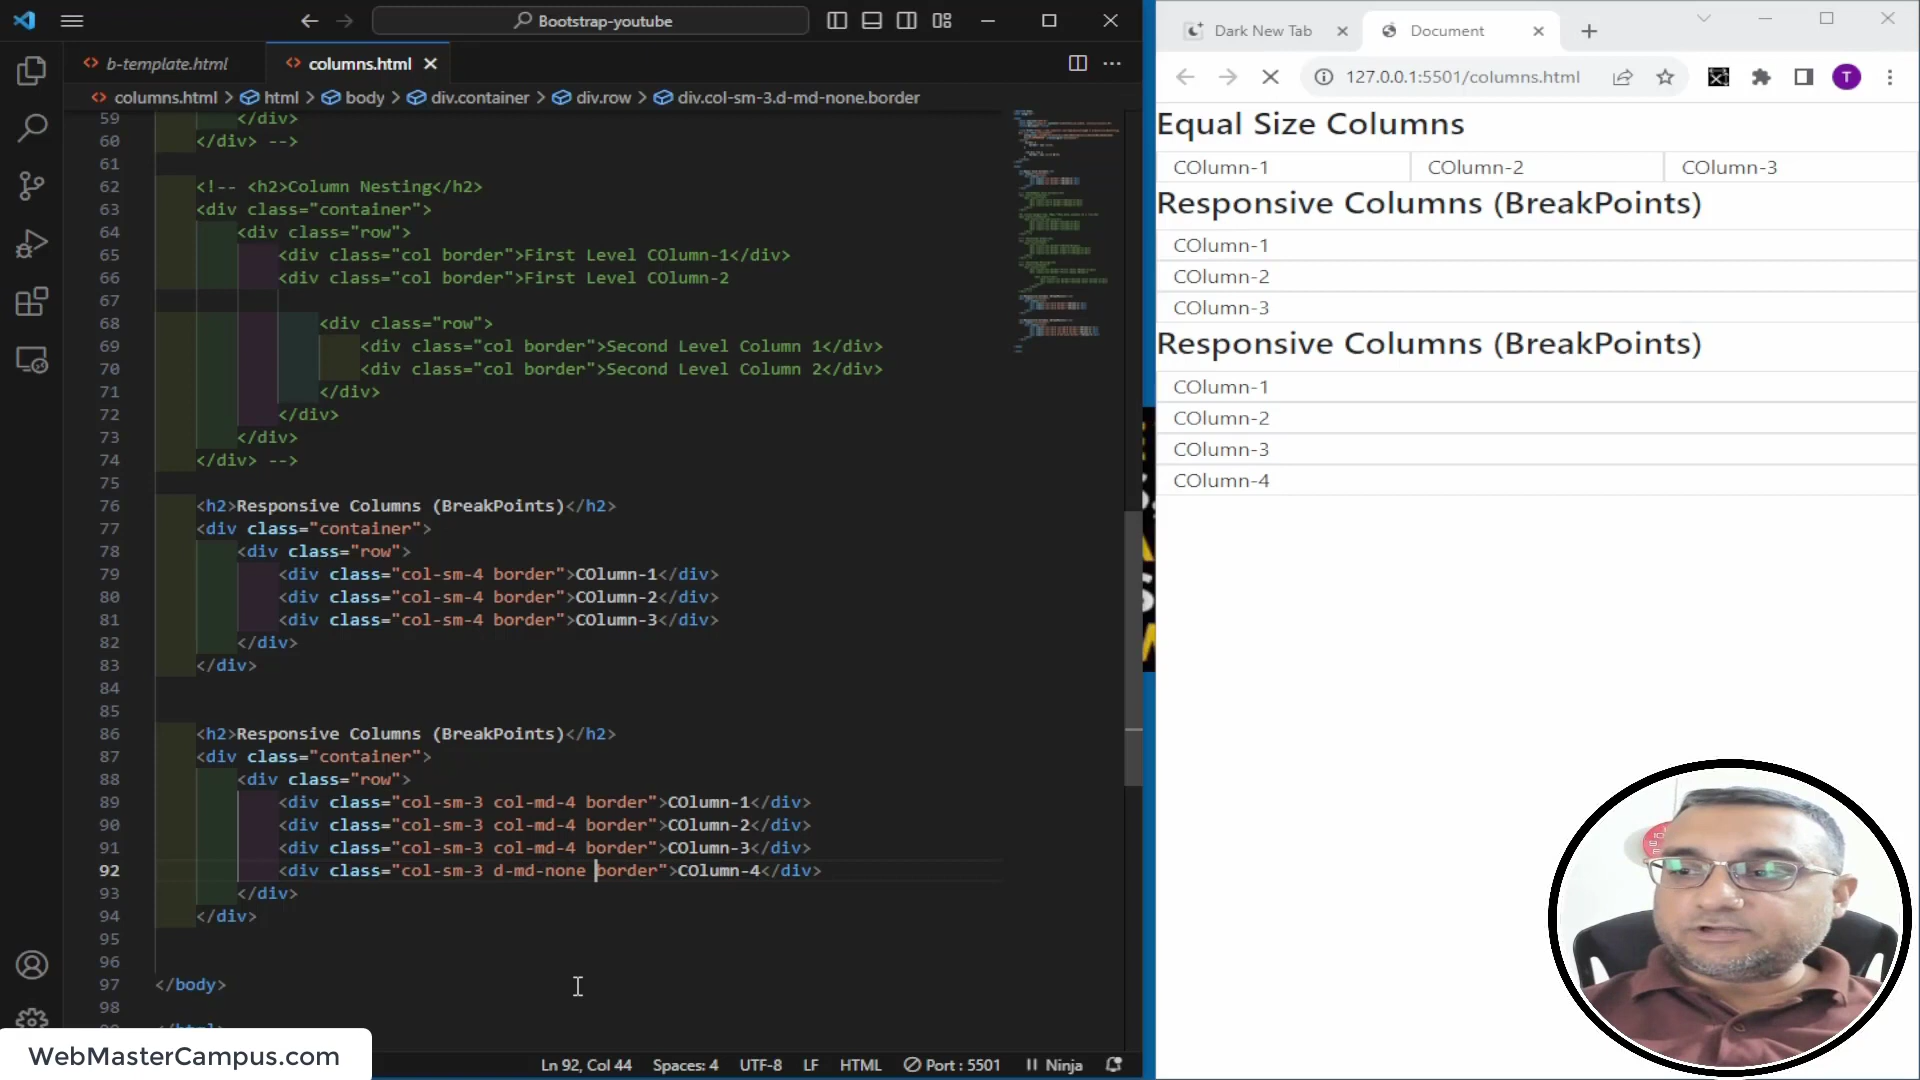 Bootstrap-youtube
b-template.html
columns.html
columns.html > html > body > div.container > div.row > div.col-sm-3.d-md-none.border
59 </div>
60 </div> -->
61
62 <!-- <h2>Column Nesting</h2>
63 <div class="container">
64 <div class="row">
65 <div class="col border">First Level COlumn-1</div>
66 <div class="col border">First Level COlumn-2
67
68 <div class="row">
69 <div class="col border">Second Level Column 1</div>
70 <div class="col border">Second Level Column 2</div>
71 </div>
72 </div>
73 </div>
74 </div> -->
75
76 <h2>Responsive Columns (BreakPoints)</h2>
77 <div class="container">
78 <div class="row">
79 <div class="col-sm-4 border">COlumn-1</div>
80 <div class="col-sm-4 border">COlumn-2</div>
81 <div class="col-sm-4 border">COlumn-3</div>
82 </div>
83 </div>
84
85
86 <h2>Responsive Columns (BreakPoints)</h2>
87 <div class="container">
88 <div class="row">
89 <div class="col-sm-3 col-md-4 border">COlumn-1</div>
90 <div class="col-sm-3 col-md-4 border">COlumn-2</div>
91 <div class="col-sm-3 col-md-4 border">COlumn-3</div>
92 <div class="col-sm-3 d-md-none border">COlumn-4</div>
93 </div>
94 </div>
95
96
97 </body>
98
WebMasterCampus.com
Ln 92, Col 44 Spaces: 4 UTF-8 LF HTML Port : 5501 Ninja
Dark New Tab
Document
127.0.0.1:5501/columns.html
T
Equal Size Columns
COlumn-1 COlumn-2 COlumn-3
Responsive Columns (BreakPoints)
COlumn-1
COlumn-2
COlumn-3
Responsive Columns (BreakPoints)
COlumn-1
COlumn-2
COlumn-3
COlumn-4